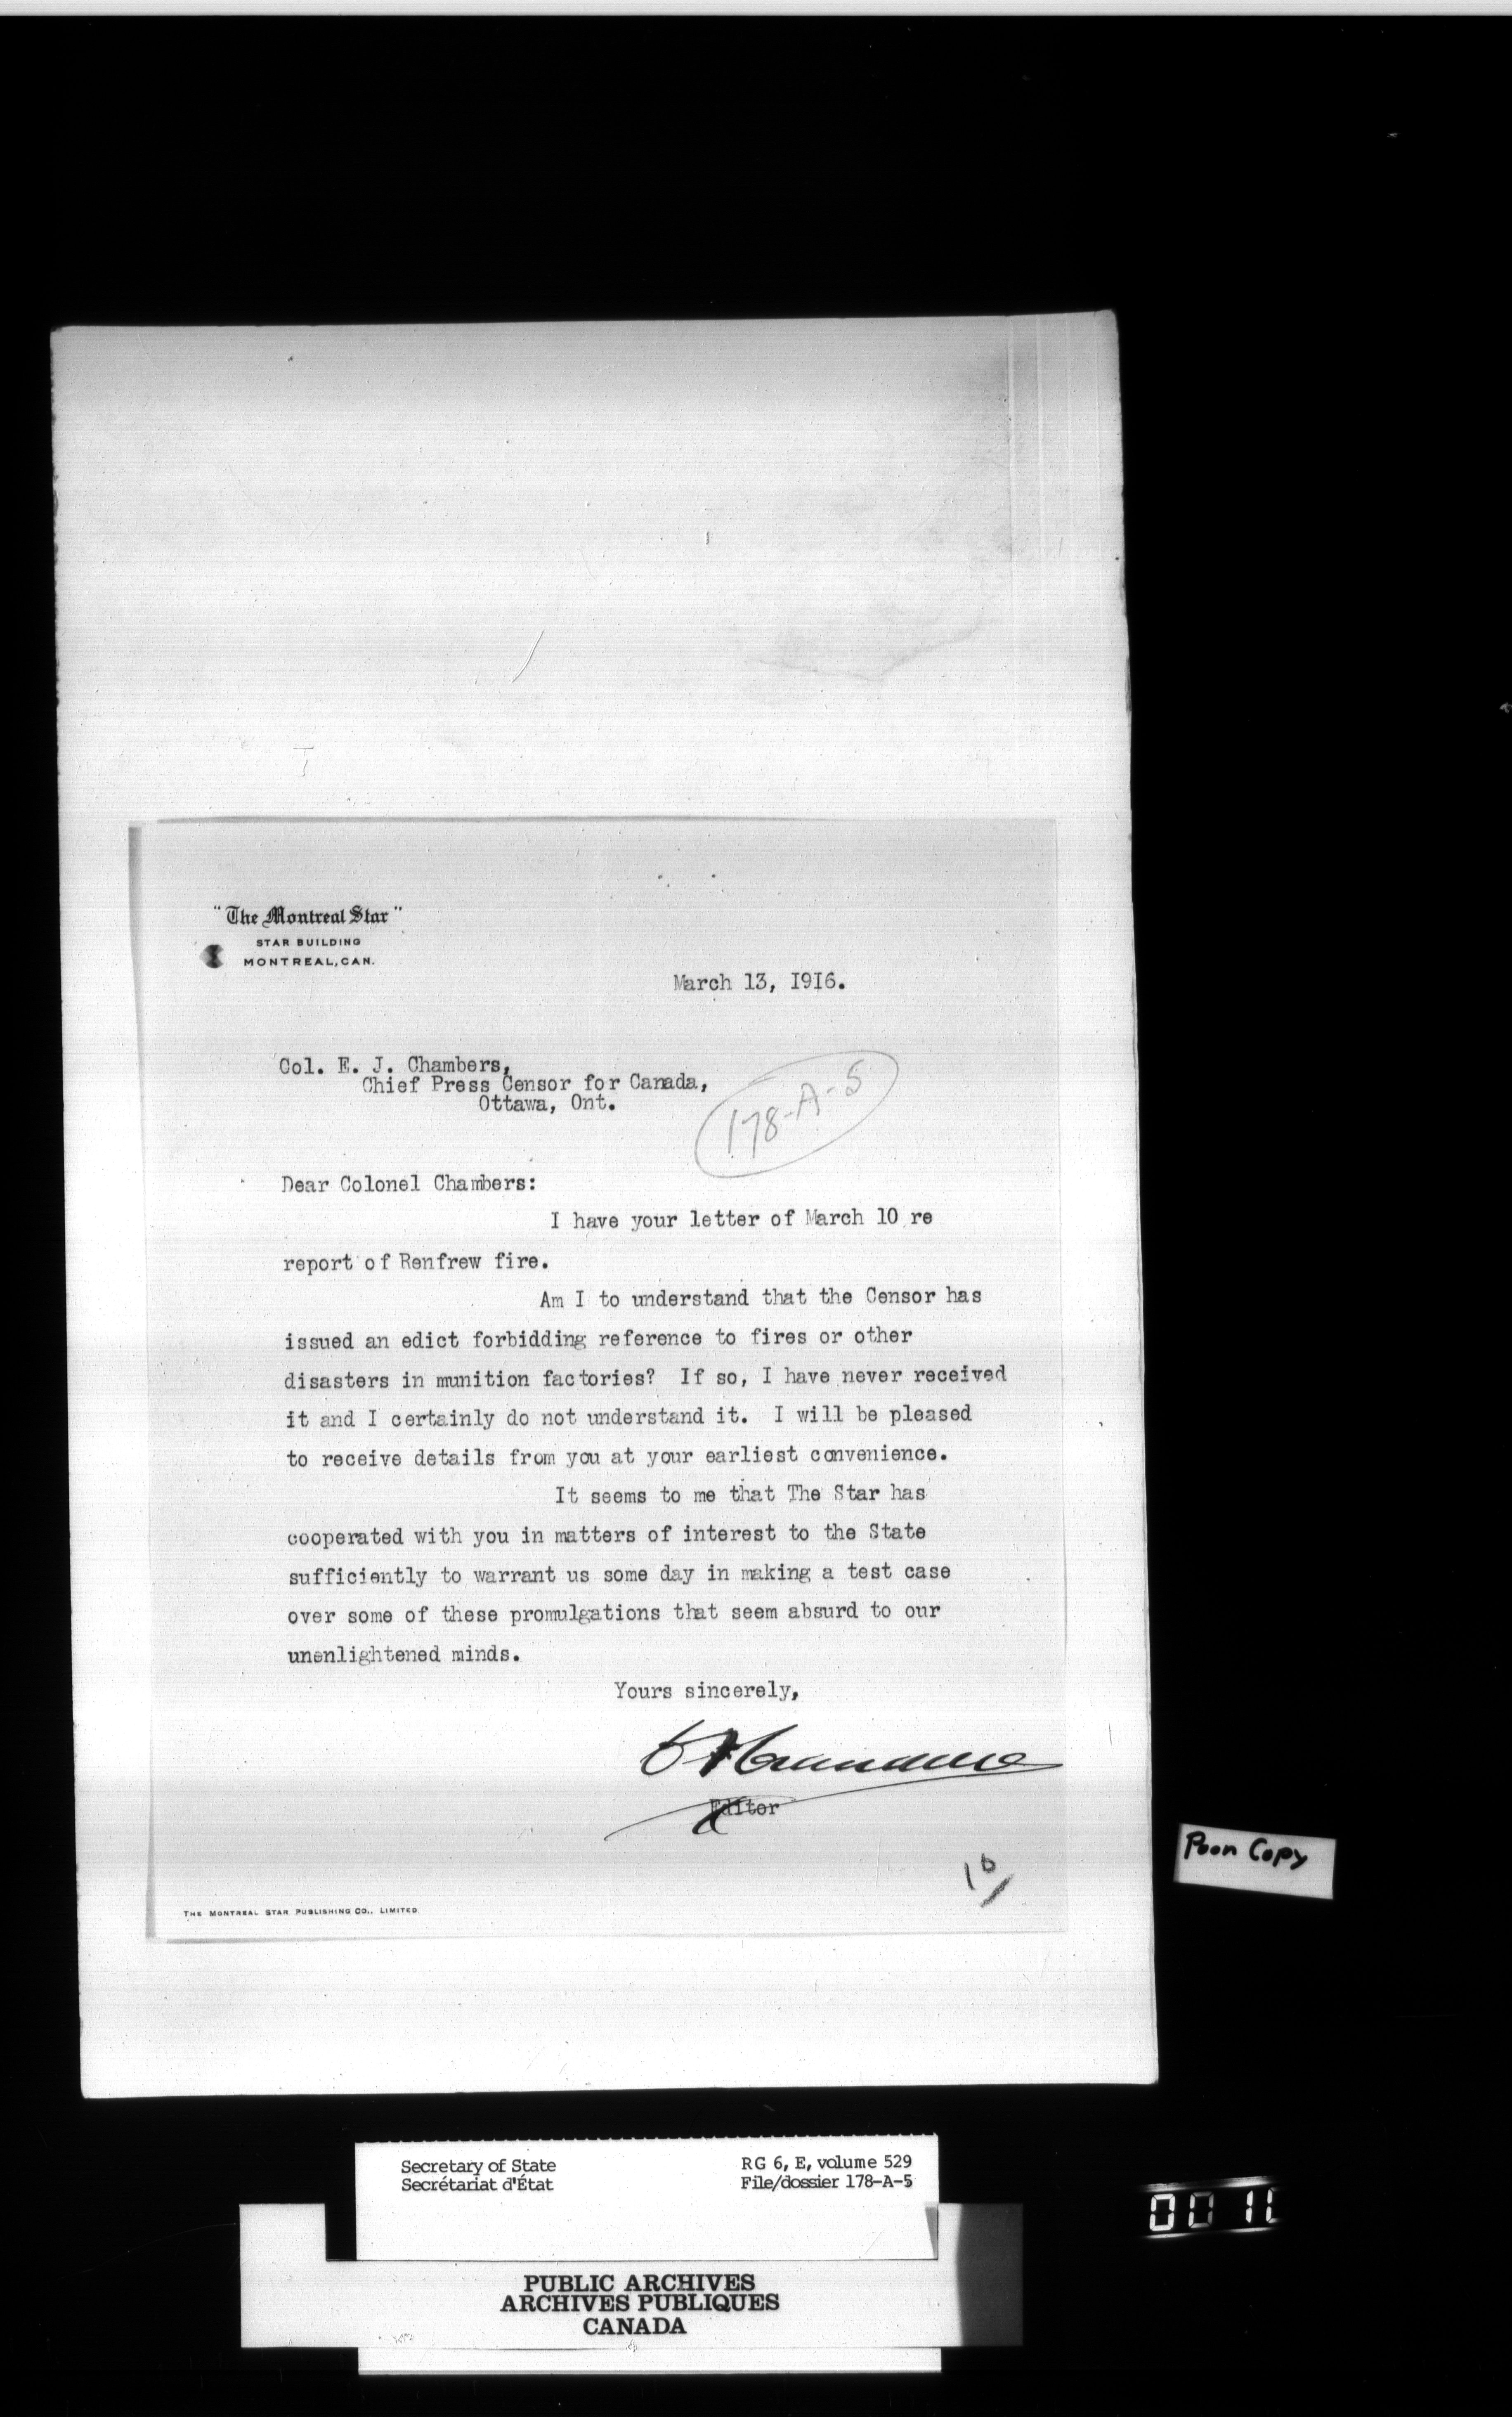 "The Montreal Star"
STAR BUILDING
MONTREAL, CAN.
March 13, I9I6.
Col. E. J. Chambers,
Chief Press Censor for Canada,
Ottawa, Ont.
178-A-5
Dear Colonel Chambers:
I have your letter of March 10 re
report of Renfrew fire.
Am I to understand that the Censor has
issued an edict forbidding reference to fires or other
disasters in munition factories? If so, I have never received
it and I certainly do not understand it. I will be pleased
to receive details from you at your earliest convenience.
It seems to me that The Star has
cooperated with you in matters of interest to the State
sufficiently to warrant us some day in making a test case
over some of these promulgations that seem absurd to our
unenlightened minds.
Yours sincerely,
Editor
THE MONTREAL STAR PUBLISHING CO., LIMITED.
Poor Copy
Secretary of State
Secrétariat d'État
RG 6, E, volume 529
File/dossier 178-A-5
PUBLIC ARCHIVES
ARCHIVES PUBLIQUES
CANADA